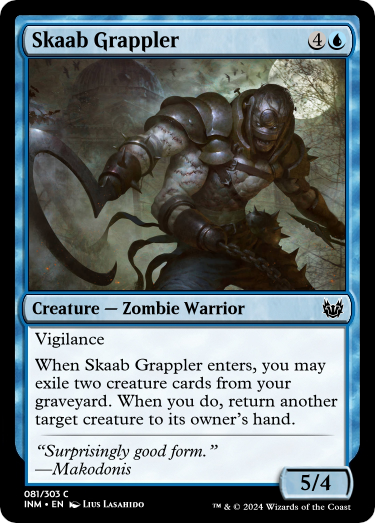 Skaab Grappler 4
Creature — Zombie Warrior
Vigilance
When Skaab Grappler enters, you may
exile two creature cards from your
graveyard. When you do, return another
target creature to its owner's hand.
“Surprisingly good form.”
—Makodonis
5/4
081/303 C
INM • EN Lius Lasahido
™ & © 2024 Wizards of the Coast